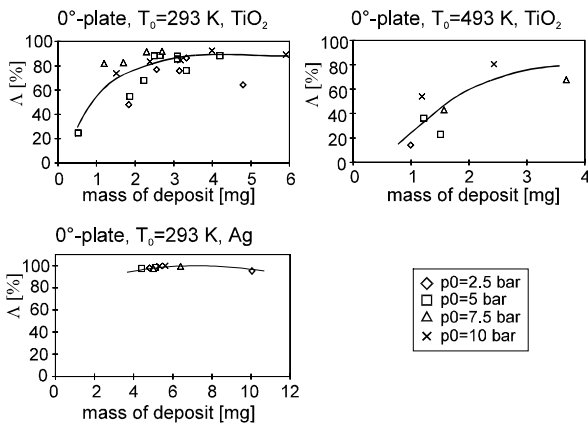 0°-plate, T₀=293 K, TiO₂
Λ [%]
100
80
60
40
20
0
0 1 2 3 4 5 6
mass of deposit [mg]
0°-plate, T₀=493 K, TiO₂
Λ [%]
100
80
60
40
20
0
0 1 2 3 4
mass of deposit [mg]
0°-plate, T₀=293 K, Ag
Λ [%]
100
80
60
40
20
0
0 2 4 6 8 10 12
mass of deposit [mg]
p0=2.5 bar
p0=5 bar
p0=7.5 bar
p0=10 bar